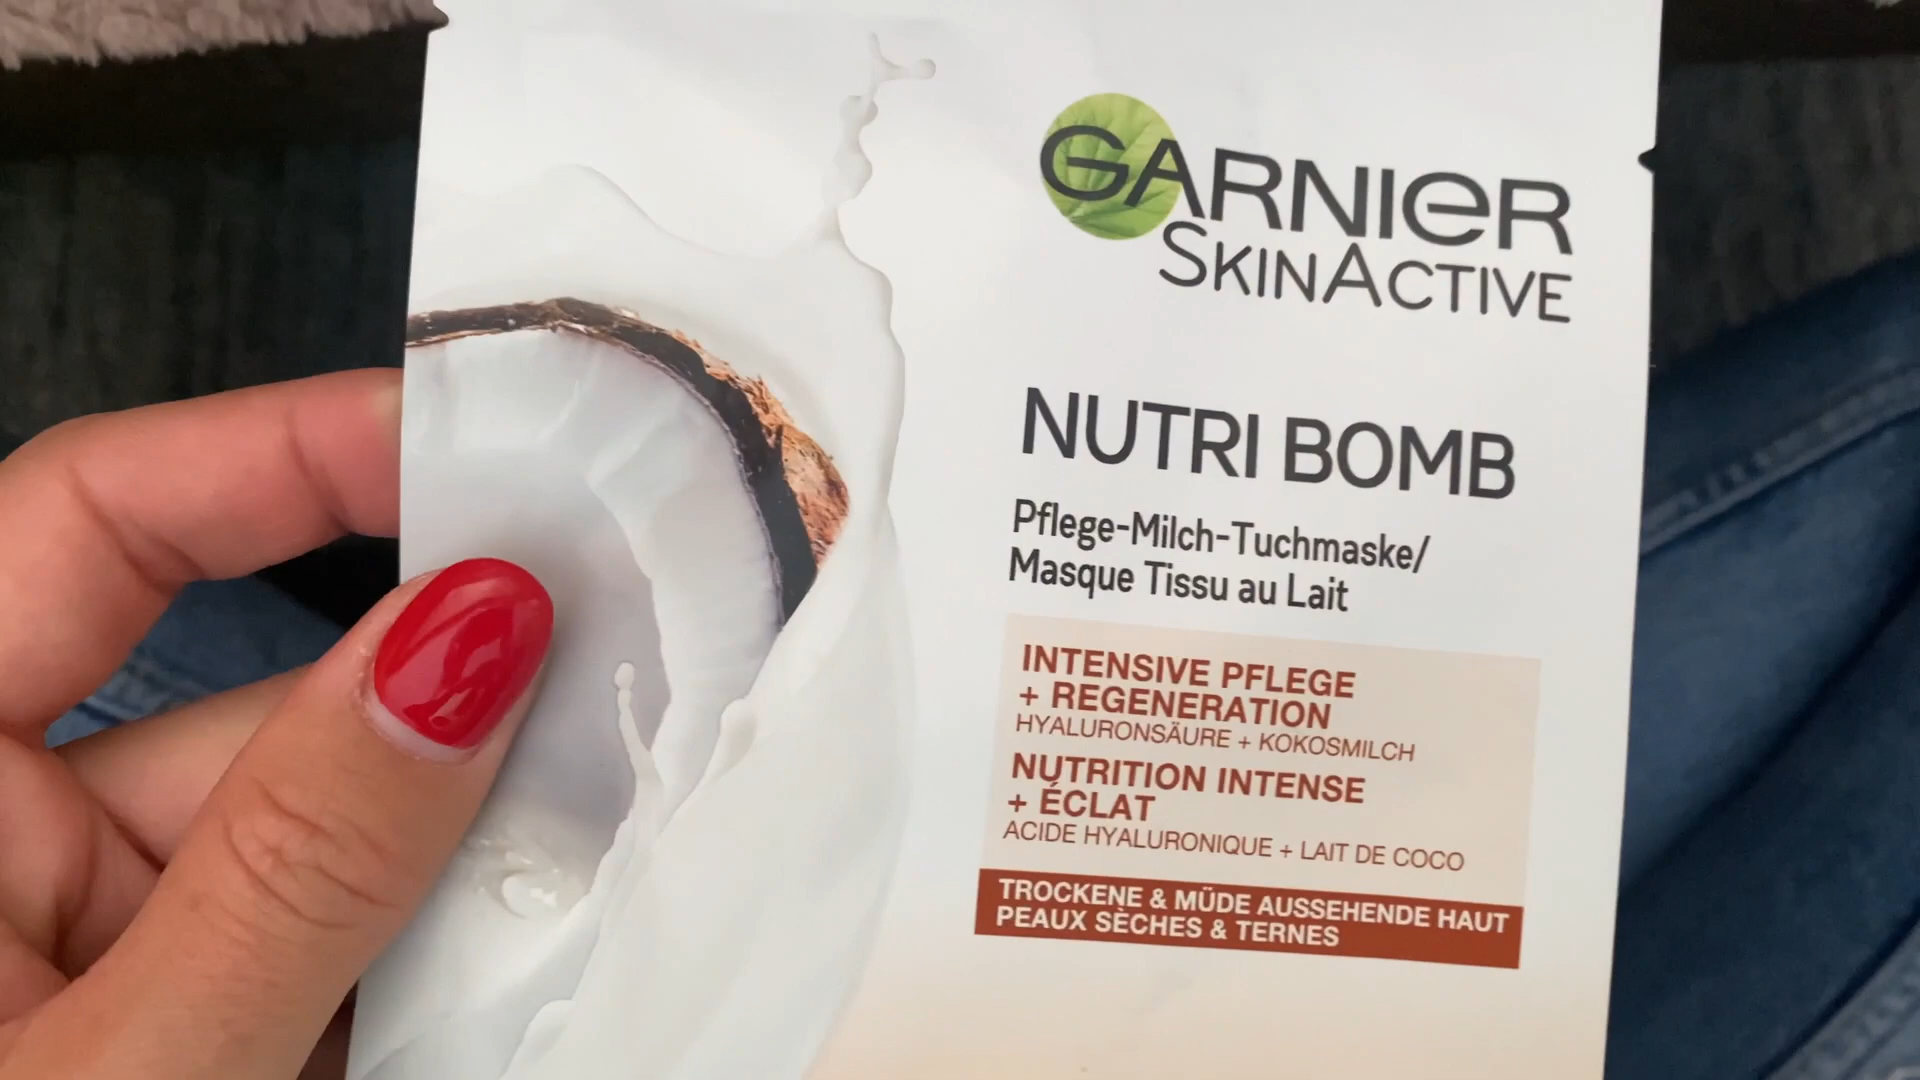 GARNIER
SKINACTIVE
NUTRI BOMB
Pflege-Milch-Tuchmaske/
Masque Tissu au Lait
INTENSIVE PFLEGE
+ REGENERATION
HYALURONSÄURE + KOKOSMILCH
NUTRITION INTENSE
+ ÉCLAT
ACIDE HYALURONIQUE + LAIT DE COCO
TROCKENE & MÜDE AUSSEHENDE HAUT
PEAUX SÈCHES & TERNES